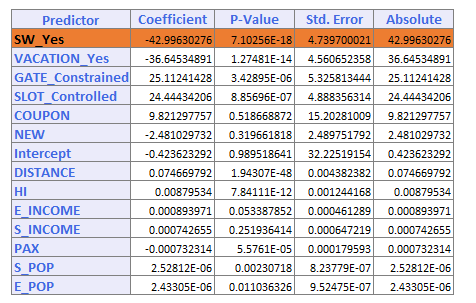 Predictor Coefficient P-Value Std. Error Absolute
SW_Yes -42.99630276 7.10256E-18 4.739700021 42.99630276
VACATION_Yes -36.64534891 1.27481E-14 4.560652358 36.64534891
GATE_Constrained 25.11241428 3.42895E-06 5.325813444 25.11241428
SLOT_Controlled 24.44434206 8.85695E-07 4.888356314 24.44434206
COUPON 9.821297757 0.518668872 15.20281009 9.821297757
NEW -2.481029732 0.319661818 2.489751792 2.481029732
Intercept -0.423623292 0.989518641 32.22519154 0.423623292
DISTANCE 0.074669792 1.94307E-48 0.004382382 0.074669792
HI 0.00879534 7.84111E-12 0.001244168 0.00879534
E_INCOME 0.000893971 0.053387852 0.000461289 0.000893971
S_INCOME 0.000742655 0.251936414 0.000647219 0.000742655
PAX -0.000732314 5.5761E-05 0.000179593 0.000732314
S_POP 2.52812E-06 0.00230718 8.23779E-07 2.52812E-06
E_POP 2.43305E-06 0.011036326 9.52475E-07 2.43305E-06